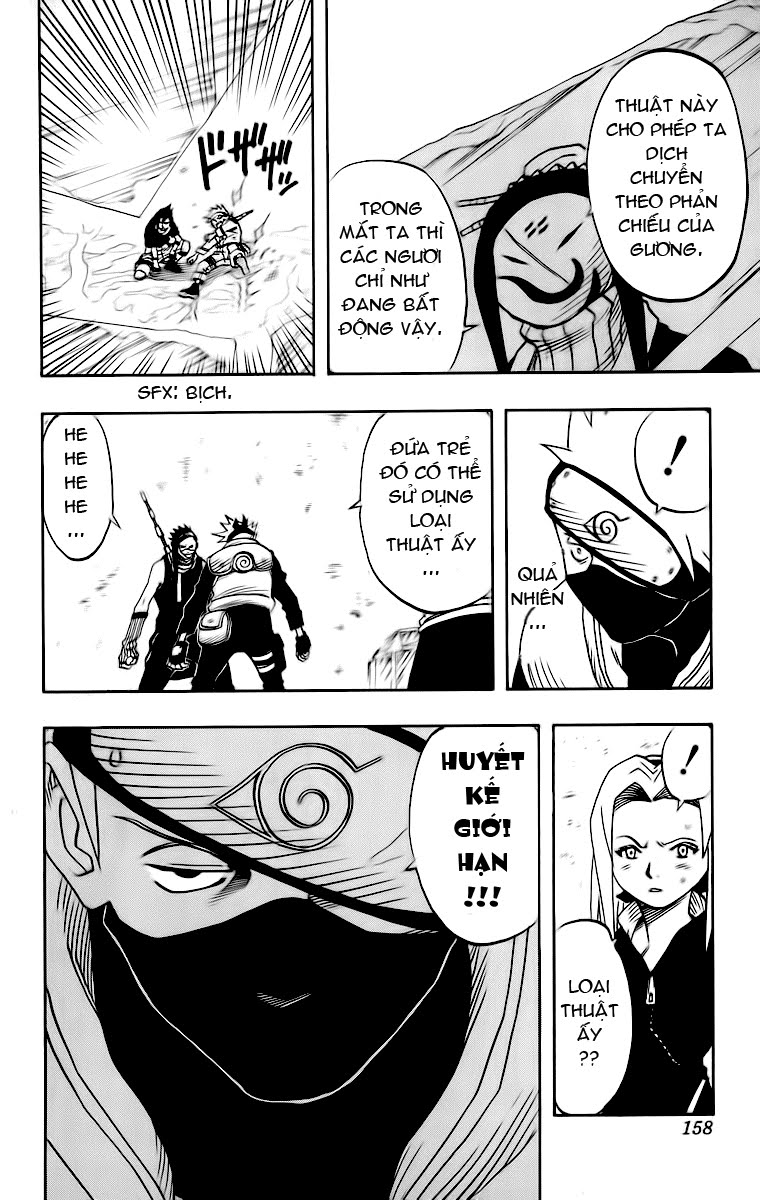 THUẬT NÀY
CHO PHÉP TA
DỊCH
CHUYỂN
THEO PHẢN
CHIẾU CỦA
GƯƠNG.
TRONG
MẮT TA THÌ
CÁC NGƯƠI
CHỈ NHƯ
ĐANG BẤT
ĐỘNG VẬY.
ドザザッ
SFX: BỊCH.
!
QUẢ
NHIÊN
...
ĐỨA TRẺ
ĐÓ CÓ THỂ
SỬ DỤNG
LOẠI
THUẬT ẤY
...
HE
HE
HE
HE
...
!
LOẠI
THUẬT
ẤY
??
HUYẾT
KẾ
GIỚI
HẠN
!!!
158